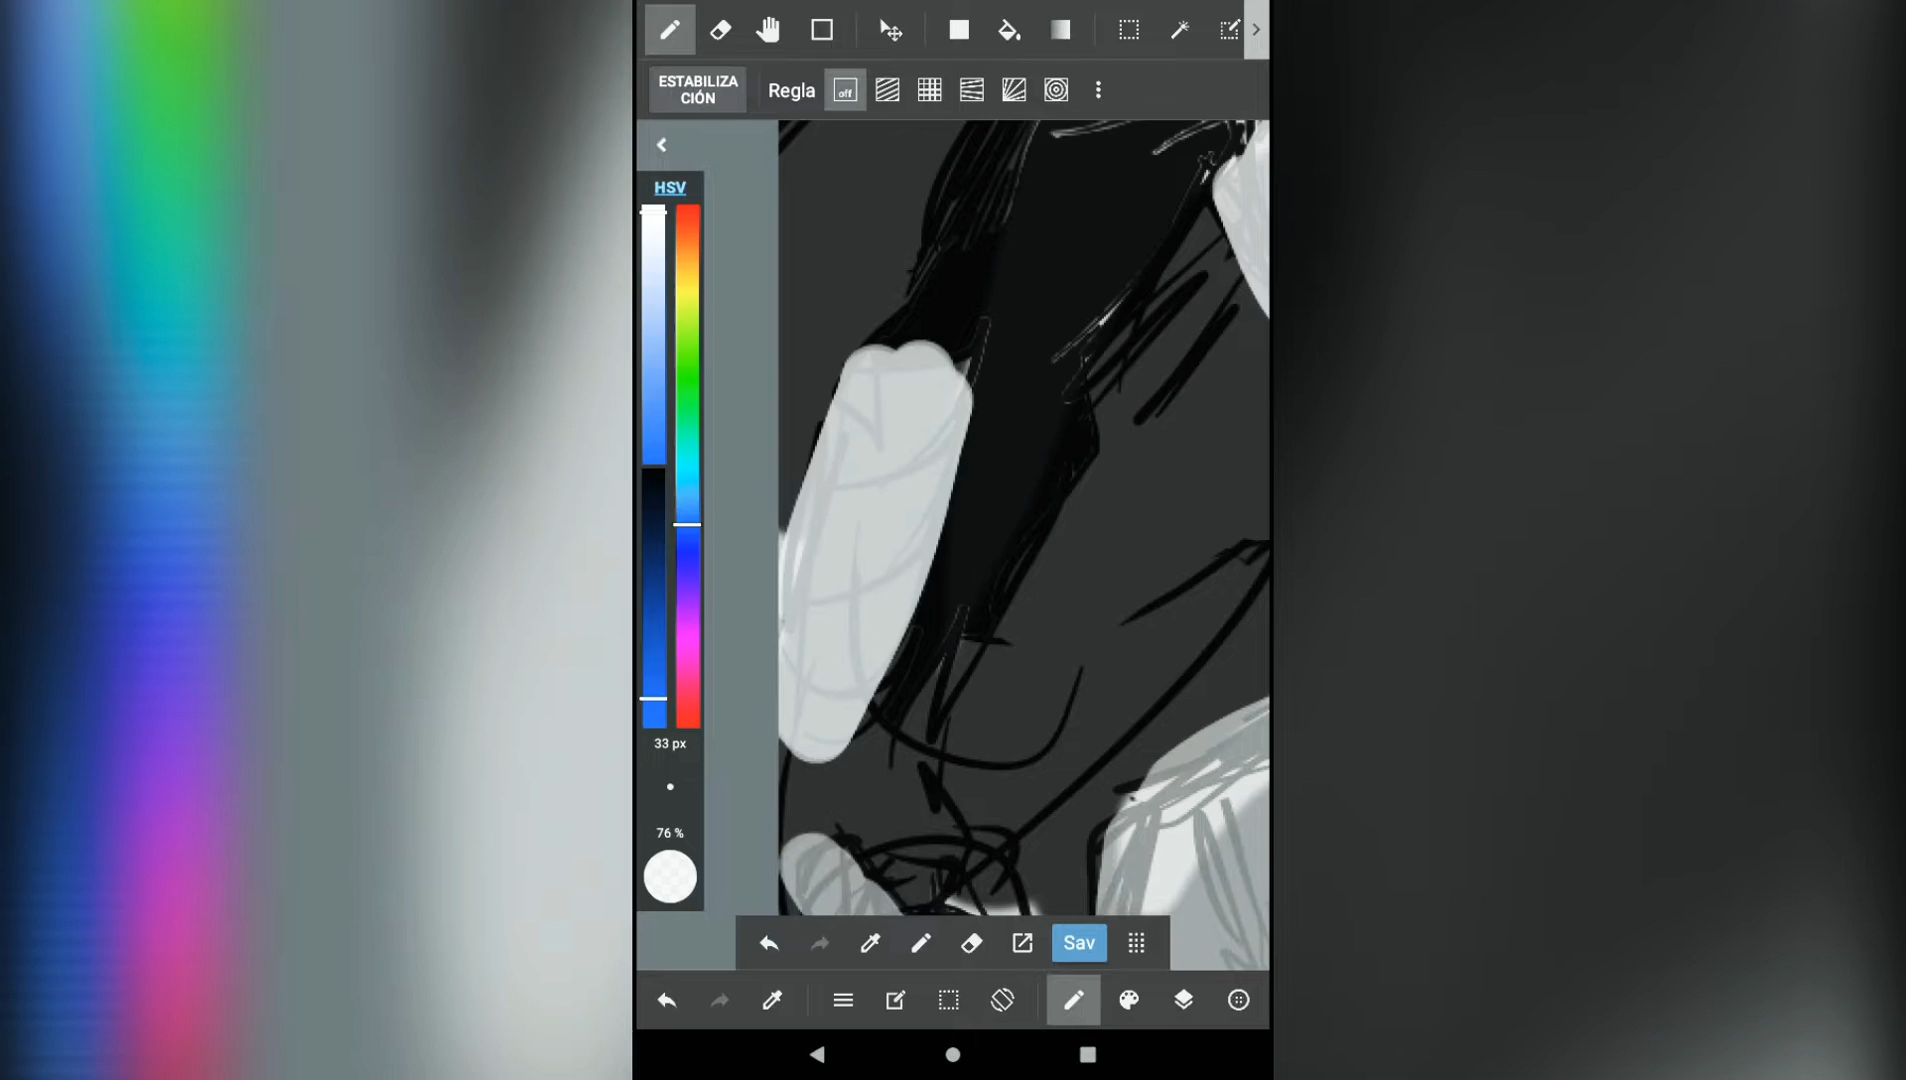 ESTABILIZA
CIÓN
Regla
off
HSV
33 px
76 %
Sav